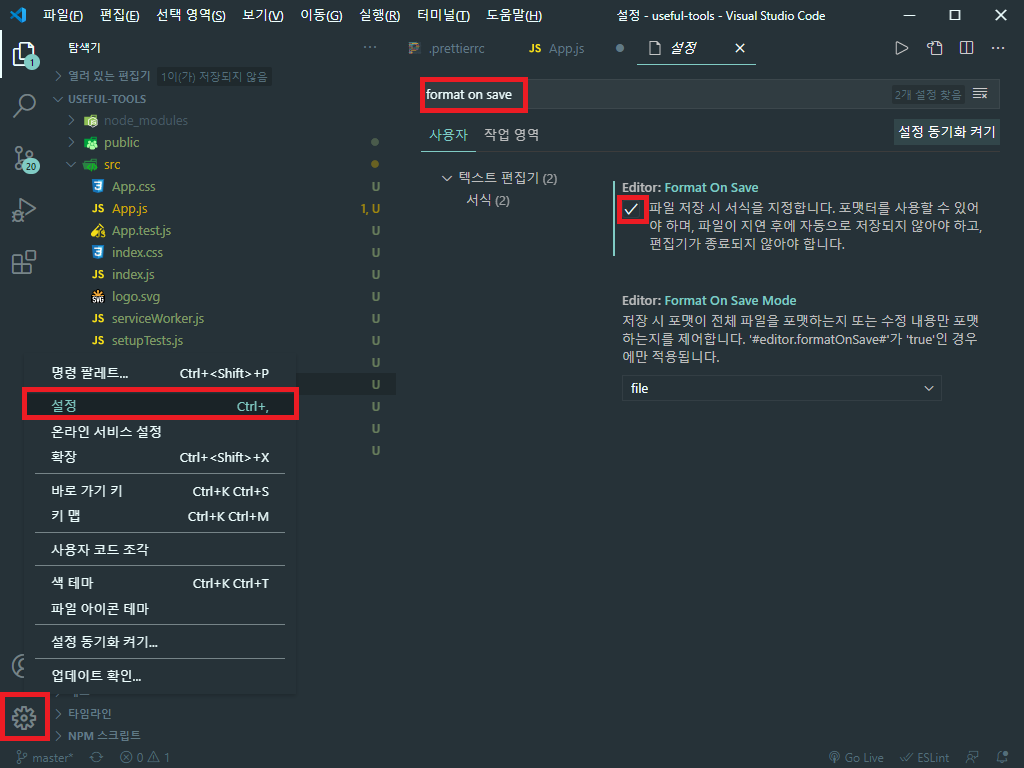 파일(F) 편집(E) 선택 영역(S) 보기(V) 이동(G) 실행(R) 터미널(T) 도움말(H) 설정 - useful-tools - Visual Studio Code
탐색기
열려 있는 편집기 1이(가) 저장되지 않음
USEFUL-TOOLS
node_modules
public
src
App.css U
App.js 1, U
App.test.js U
index.css U
index.js U
logo.svg U
serviceWorker.js U
setupTests.js U
U
U
U
U
U
1
20
명령 팔레트... Ctrl+<Shift>+P
설정 Ctrl+,
온라인 서비스 설정
확장 Ctrl+<Shift>+X
바로 가기 키 Ctrl+K Ctrl+S
키 맵 Ctrl+K Ctrl+M
사용자 코드 조각
색 테마 Ctrl+K Ctrl+T
파일 아이콘 테마
설정 동기화 켜기...
업데이트 확인...
타임라인
NPM 스크립트
.prettierrc JS App.js 설정
format on save 2개 설정 찾음
사용자 작업 영역 설정 동기화 켜기
텍스트 편집기 (2)
서식 (2)
Editor: Format On Save
파일 저장 시 서식을 지정합니다. 포맷터를 사용할 수 있어
야 하며, 파일이 지연 후에 자동으로 저장되지 않아야 하고,
편집기가 종료되지 않아야 합니다.
Editor: Format On Save Mode
저장 시 포맷이 전체 파일을 포맷하는지 또는 수정 내용만 포맷
하는지를 제어합니다. '#editor.formatOnSave#'가 'true'인 경우
에만 적용됩니다.
file
master* 0 1 Go Live ESLint